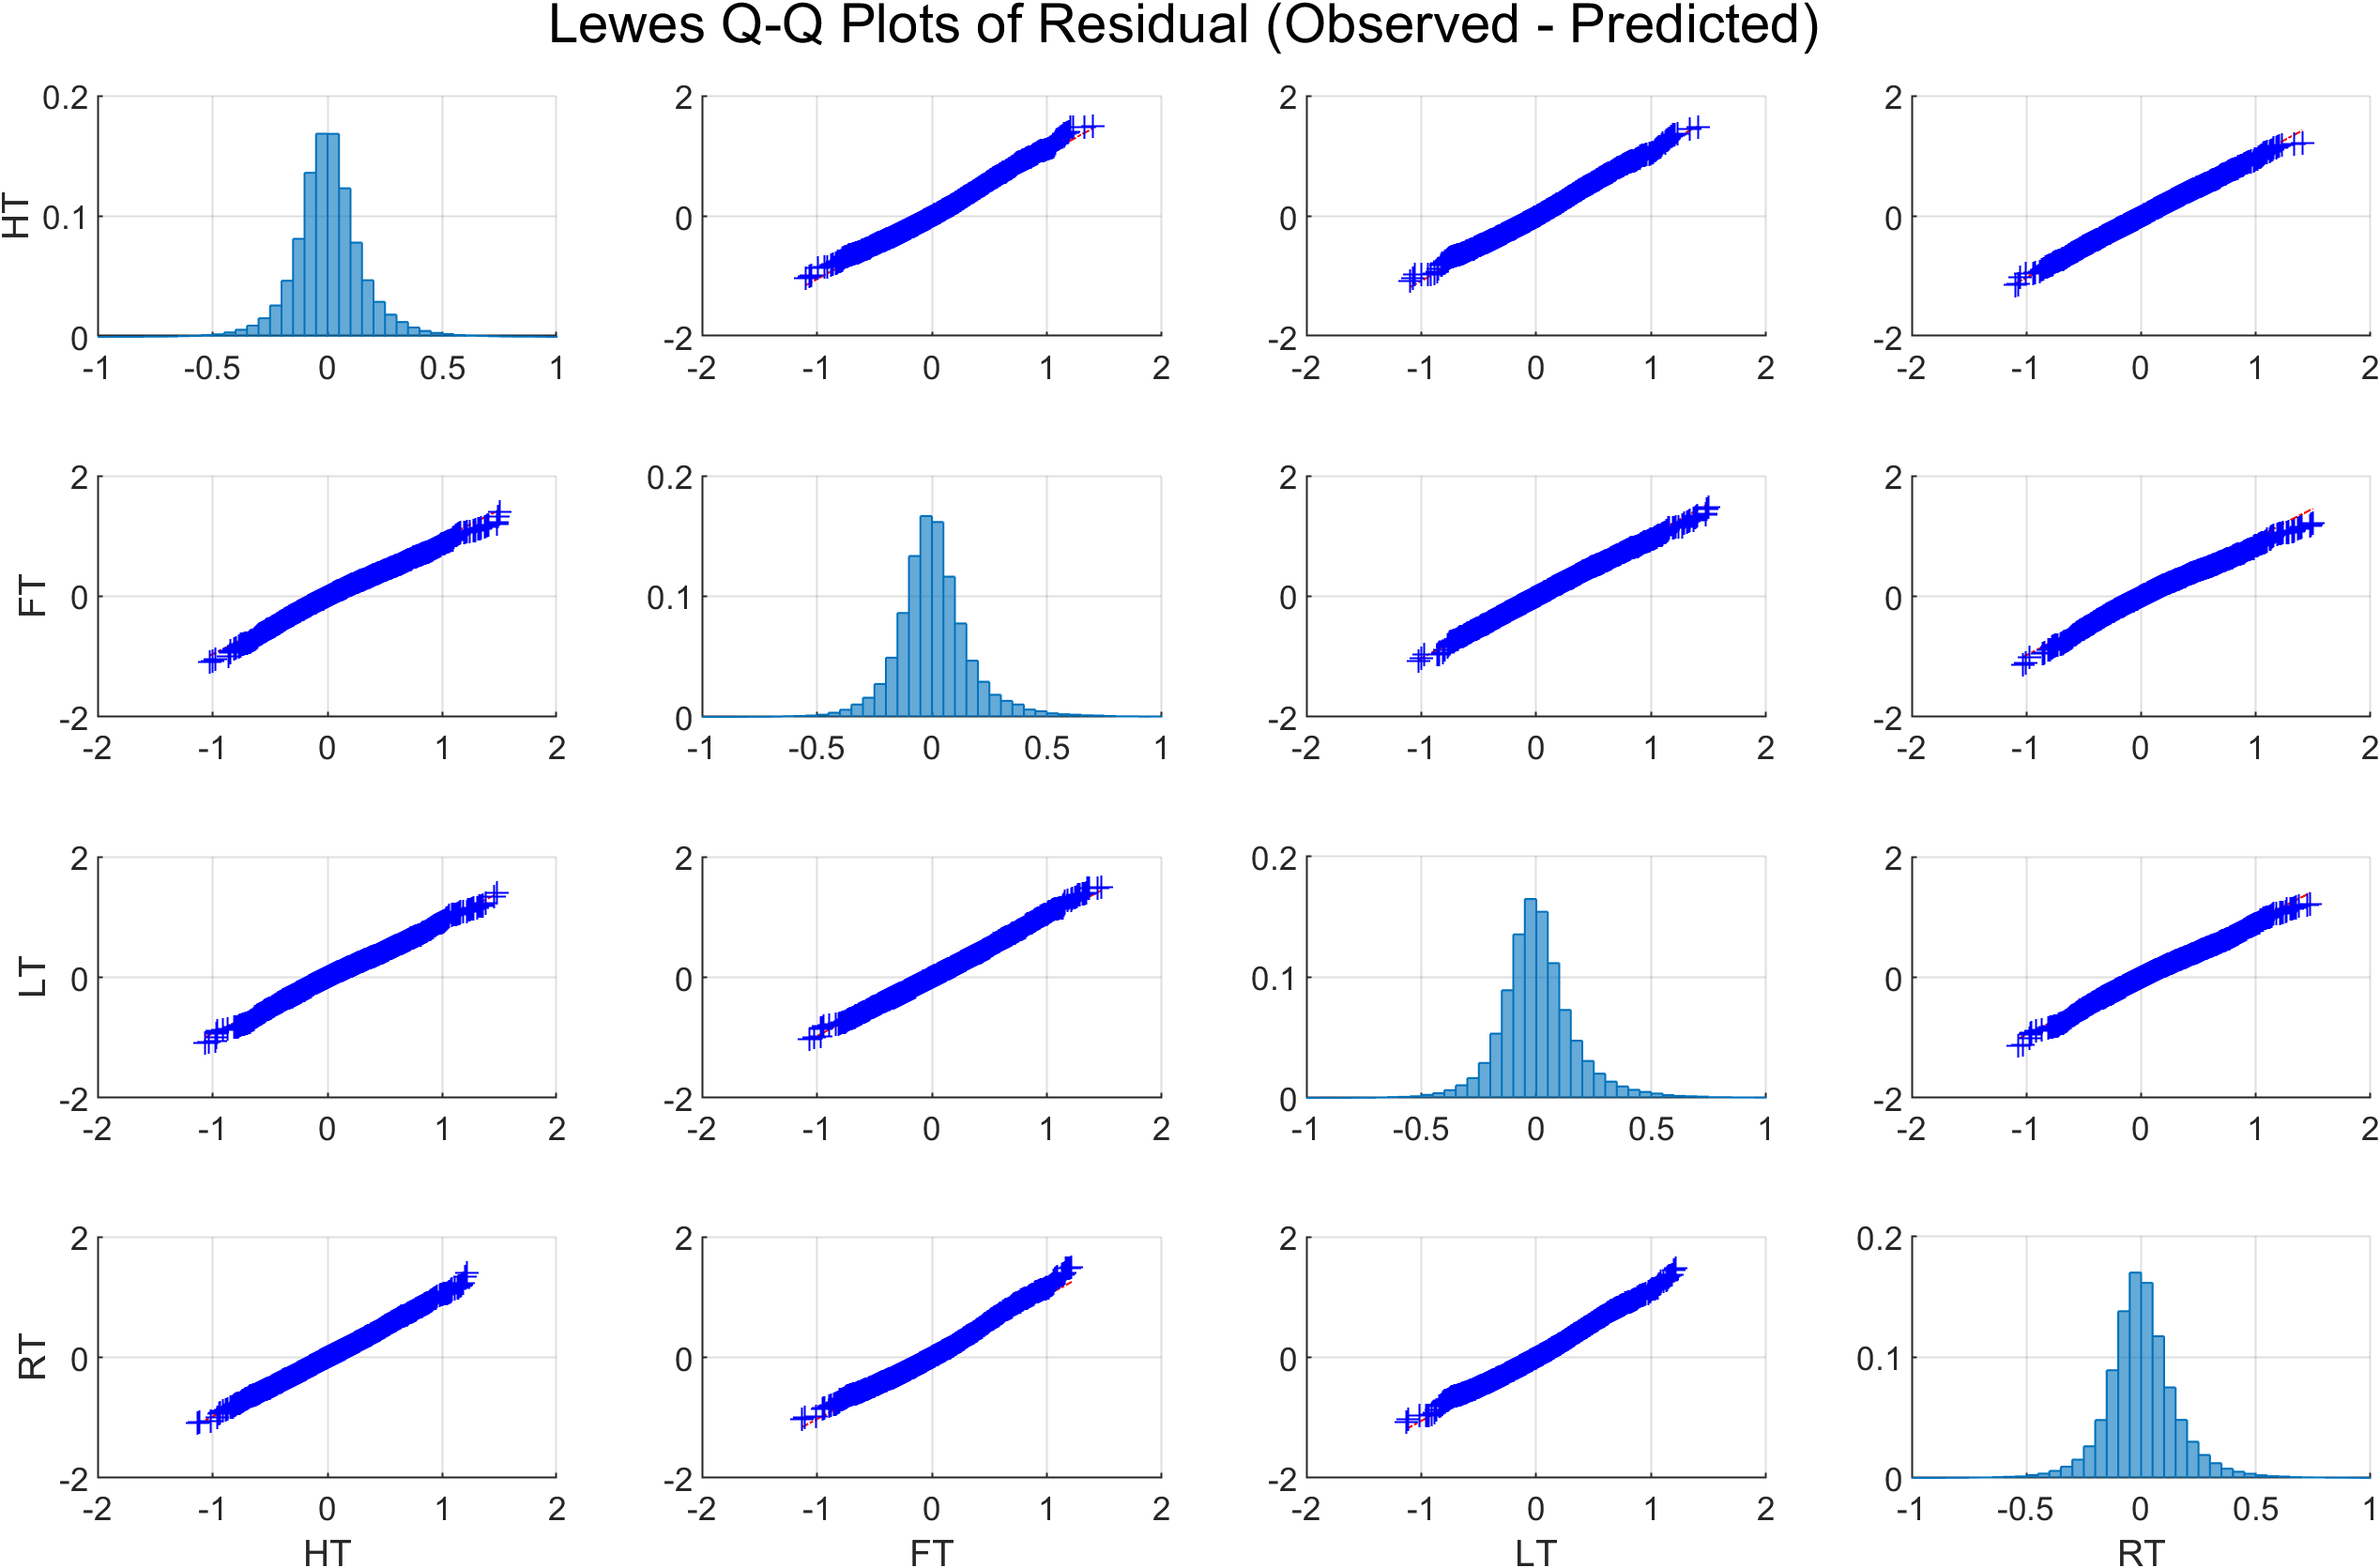 Lewes Q-Q Plots of Residual (Observed - Predicted)
0.2 2 2 2
HT 0.1 0 0 0
0 -2 -2 -2
-1 -0.5 0 0.5 1 -2 -1 0 1 2 -2 -1 0 1 2 -2 -1 0 1 2
2 0.2 2 2
FT 0 0.1 0 0
-2 0 -2 -2
-2 -1 0 1 2 -1 -0.5 0 0.5 1 -2 -1 0 1 2 -2 -1 0 1 2
2 2 0.2 2
LT 0 0 0.1 0
-2 -2 0 -2
-2 -1 0 1 2 -2 -1 0 1 2 -1 -0.5 0 0.5 1 -2 -1 0 1 2
2 2 2 0.2
RT 0 0 0 0.1
-2 -2 -2 0
-2 -1 0 1 2 -2 -1 0 1 2 -2 -1 0 1 2 -1 -0.5 0 0.5 1
HT FT LT RT